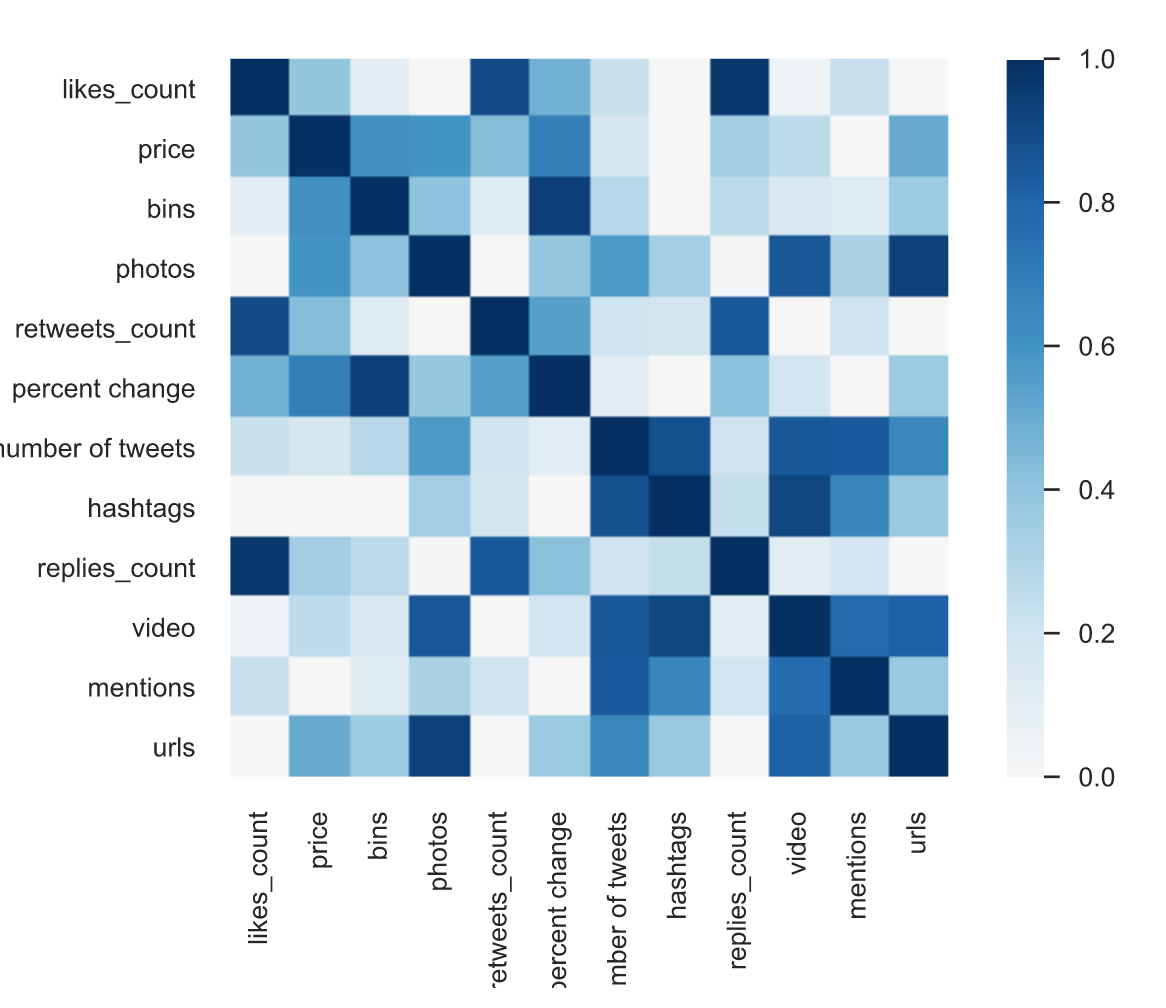 likes_count
price
bins
photos
retweets_count
percent change
number of tweets
hashtags
replies_count
video
mentions
urls
1.0
0.8
0.6
0.4
0.2
0.0
likes_count
price
bins
photos
retweets_count
percent change
mber of tweets
hashtags
replies_count
video
mentions
urls